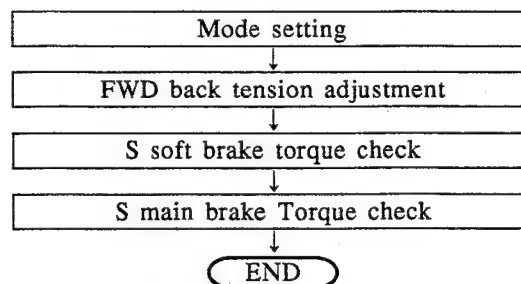 Mode setting
FWD back tension adjustment
S soft brake torque check
S main brake Torque check
END